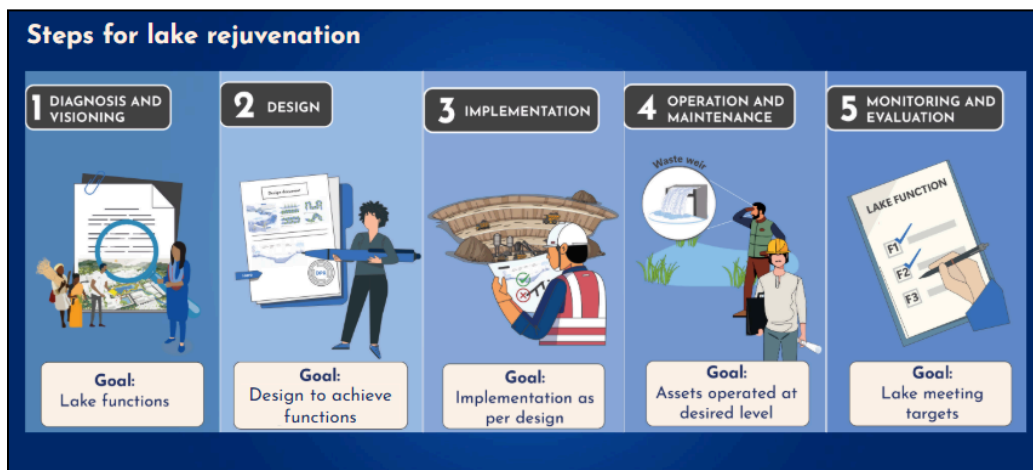 Steps for lake rejuvenation
1 DIAGNOSIS AND
VISIONING
2 DESIGN
3 IMPLEMENTATION
4 OPERATION AND
MAINTENANCE
5 MONITORING AND
EVALUATION
Design Document
DPR
Waste weir
LAKE FUNCTION
F1
F2
F3
Goal:
Lake functions
Goal:
Design to achieve
functions
Goal:
Implementation as
per design
Goal:
Assets operated at
desired level
Goal:
Lake meeting
targets